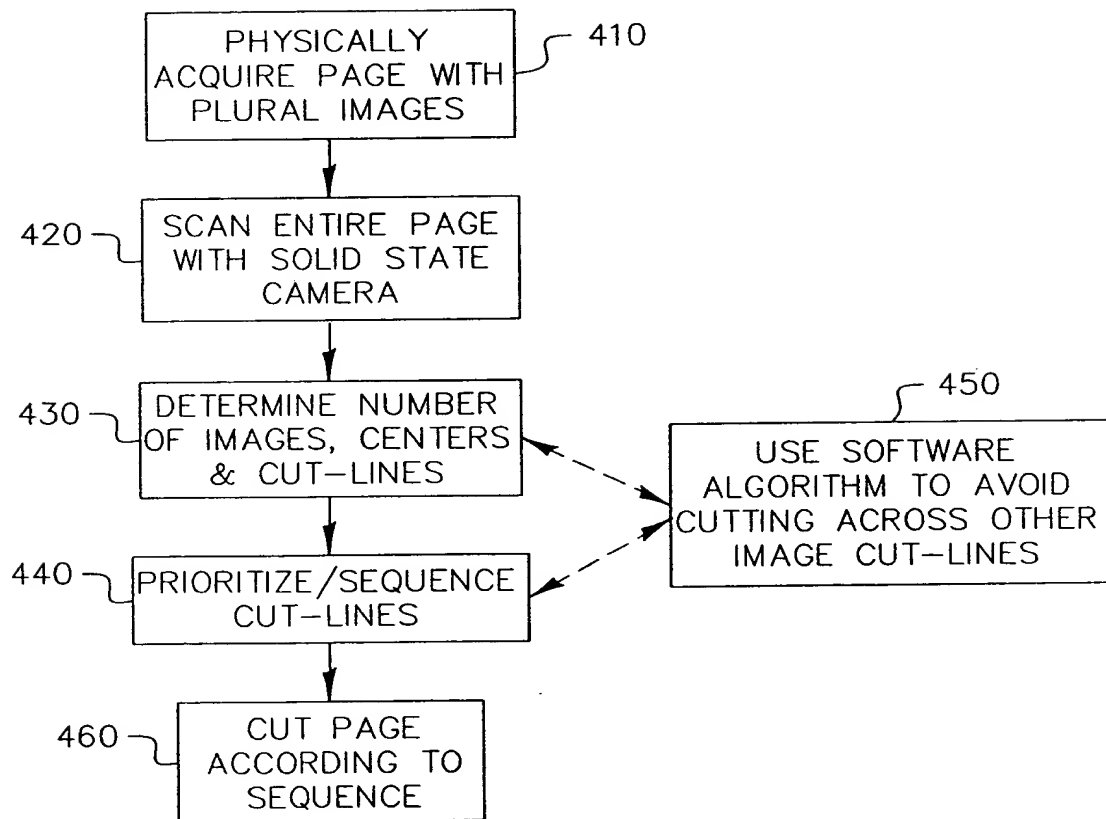 PHYSICALLY
ACQUIRE PAGE WITH
PLURAL IMAGES
410
420
SCAN ENTIRE PAGE
WITH SOLID STATE
CAMERA
430
DETERMINE NUMBER
OF IMAGES, CENTERS
& CUT-LINES
450
USE SOFTWARE
ALGORITHM TO AVOID
CUTTING ACROSS OTHER
IMAGE CUT-LINES
440
PRIORITIZE/SEQUENCE
CUT-LINES
460
CUT PAGE
ACCORDING TO
SEQUENCE